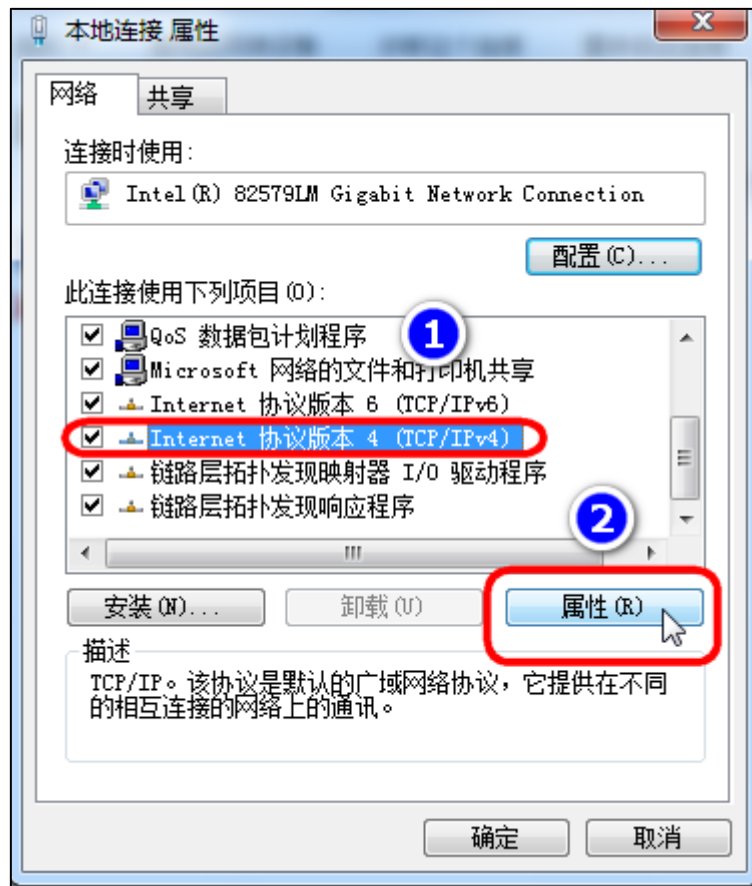 本地连接 属性
网络
共享
连接时使用:
Intel(R) 82579LM Gigabit Network Connection
配置(C)...
此连接使用下列项目(O):
1
QoS 数据包计划程序
Microsoft 网络的文件和打印机共享
Internet 协议版本 6 (TCP/IPv6)
Internet 协议版本 4 (TCP/IPv4)
链路层拓扑发现映射器 I/O 驱动程序
链路层拓扑发现响应程序
2
安装(N)...
卸载(U)
属性(R)
描述
TCP/IP。该协议是默认的广域网络协议，它提供在不同
的相互连接的网络上的通讯。
确定
取消